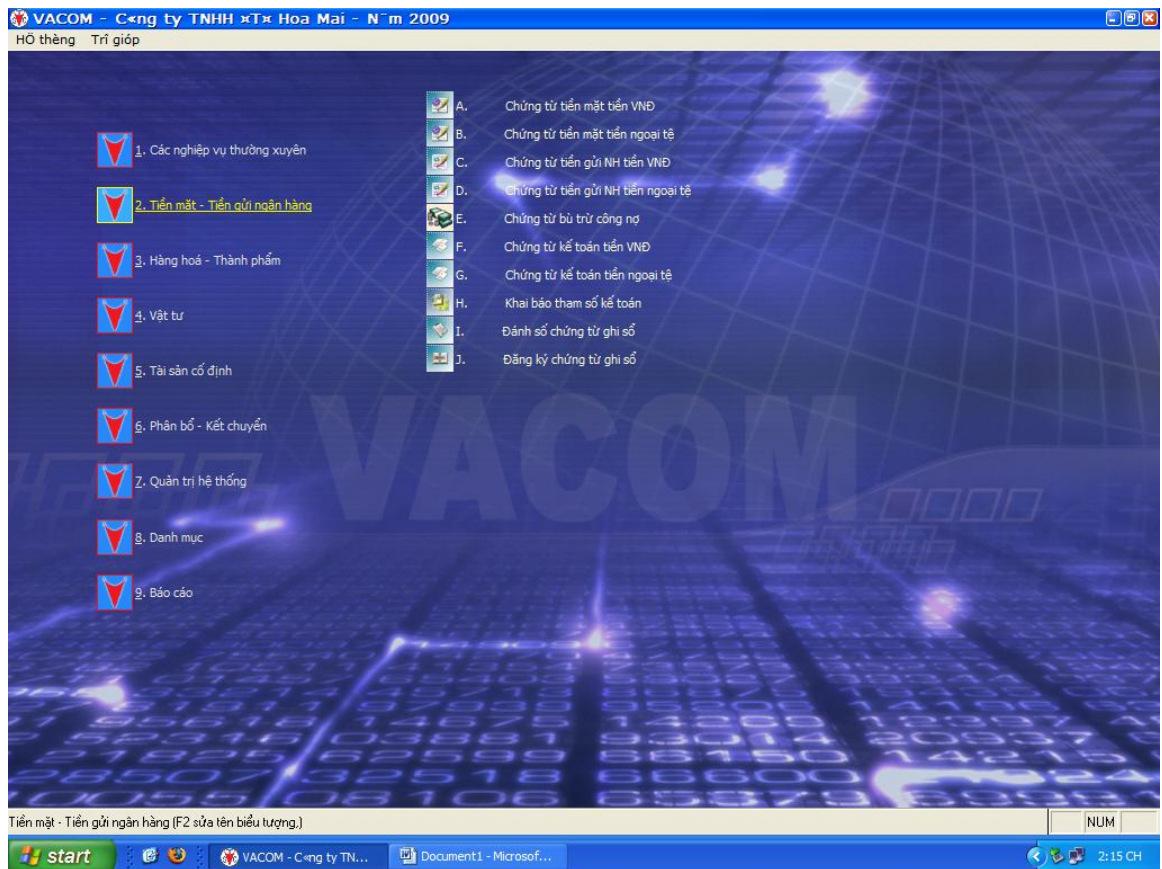 VACOM - C«ng ty TNHH ¤T¤ Hoa Mai - N¨m 2009
HÖ thèng Trî gióp
1. Các nghiệp vụ thường xuyên
2. Tiền mặt - Tiền gửi ngân hàng
3. Hàng hoá - Thành phẩm
4. Vật tư
5. Tài sản cố định
6. Phân bổ - Kết chuyển
7. Quản trị hệ thống
8. Danh mục
9. Báo cáo
A. Chứng từ tiền mặt tiền VNĐ
B. Chứng từ tiền mặt tiền ngoại tệ
C. Chứng từ tiền gửi NH tiền VNĐ
D. Chứng từ tiền gửi NH tiền ngoại tệ
E. Chứng từ bù trừ công nợ
F. Chứng từ kế toán tiền VNĐ
G. Chứng từ kế toán tiền ngoại tệ
H. Khai báo tham số kế toán
I. Đánh số chứng từ ghi sổ
J. Đăng ký chứng từ ghi sổ
VACOM
Tiền mặt - Tiền gửi ngân hàng (F2 sửa tên biểu tượng,)
NUM
start
VACOM - C«ng ty TN...
Document1 - Microsof...
2:15 CH